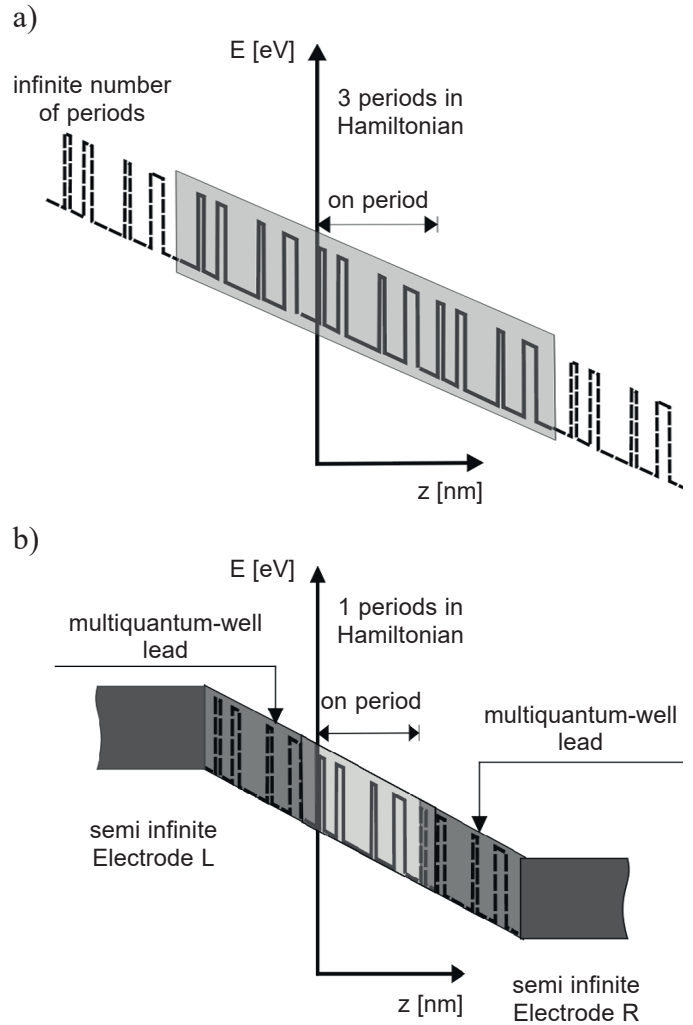 a)
E [eV]
infinite number
of periods
3 periods in
Hamiltonian
on period
z [nm]
b)
E [eV]
1 periods in
Hamiltonian
multiquantum-well
lead
on period
multiquantum-well
lead
semi infinite
Electrode L
z [nm]
semi infinite
Electrode R